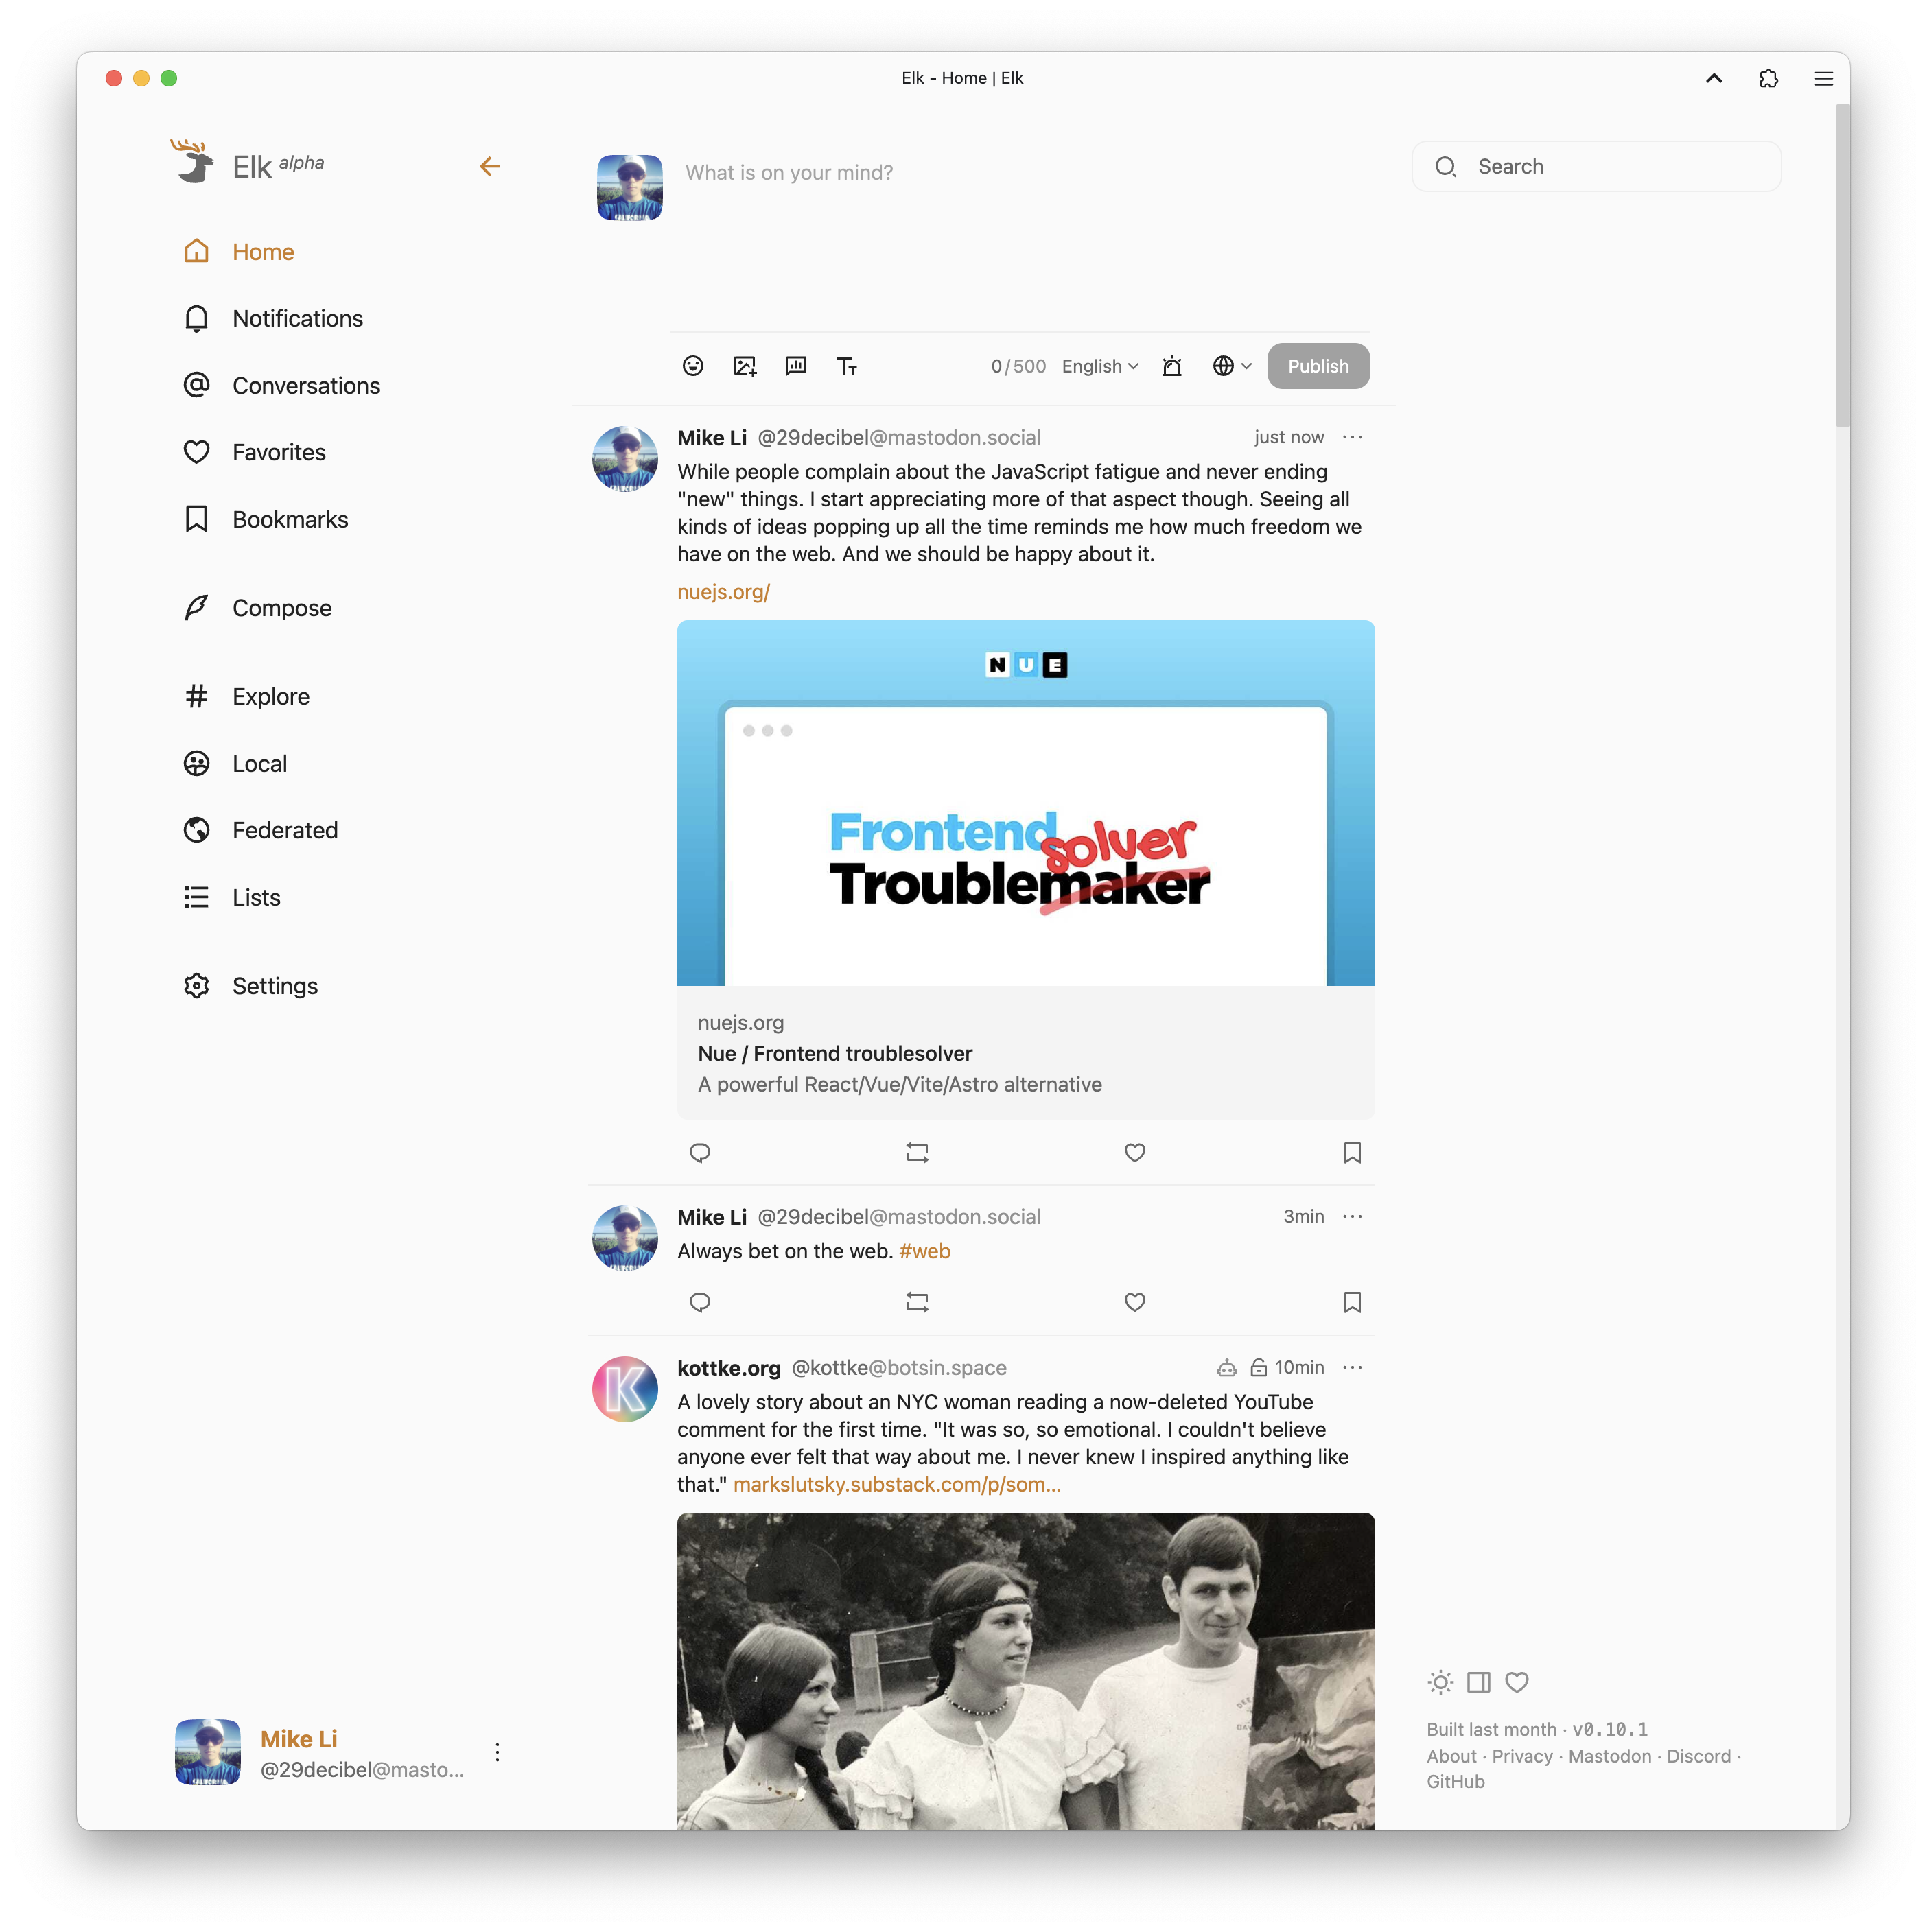 Elk - Home | Elk
Elk alpha
Home
Notifications
Conversations
Favorites
Bookmarks
Compose
Explore
Local
Federated
Lists
Settings
Mike Li
@29decibel@masto...
What is on your mind?
0/500 English Publish
Mike Li @29decibel@mastodon.social just now
While people complain about the JavaScript fatigue and never ending
"new" things. I start appreciating more of that aspect though. Seeing all
kinds of ideas popping up all the time reminds me how much freedom we
have on the web. And we should be happy about it.
nuejs.org/
NUE
Frontend
solver
Troublemaker
nuejs.org
Nue / Frontend troublesolver
A powerful React/Vue/Vite/Astro alternative
Mike Li @29decibel@mastodon.social 3min
Always bet on the web. #web
K
kottke.org @kottke@botsin.space 10min
A lovely story about an NYC woman reading a now-deleted YouTube
comment for the first time. "It was so, so emotional. I couldn't believe
anyone ever felt that way about me. I never knew I inspired anything like
that." markslutsky.substack.com/p/som...
Search
Built last month · v0.10.1
About · Privacy · Mastodon · Discord ·
GitHub